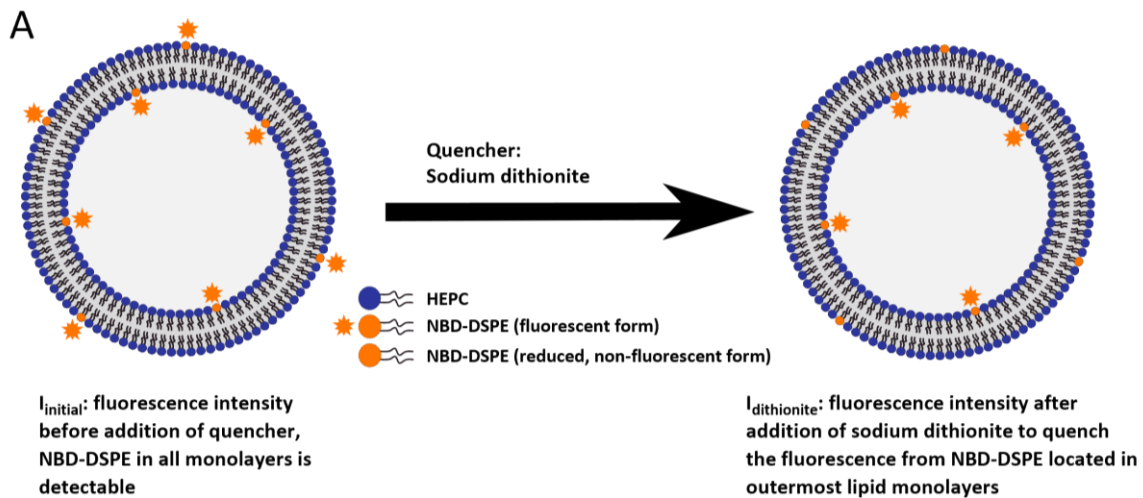 A
Quencher:
Sodium dithionite
HEPC
NBD-DSPE (fluorescent form)
NBD-DSPE (reduced, non-fluorescent form)
I initial: fluorescence intensity
before addition of quencher,
NBD-DSPE in all monolayers is
detectable
I dithionite: fluorescence intensity after
addition of sodium dithionite to quench
the fluorescence from NBD-DSPE located in
outermost lipid monolayers